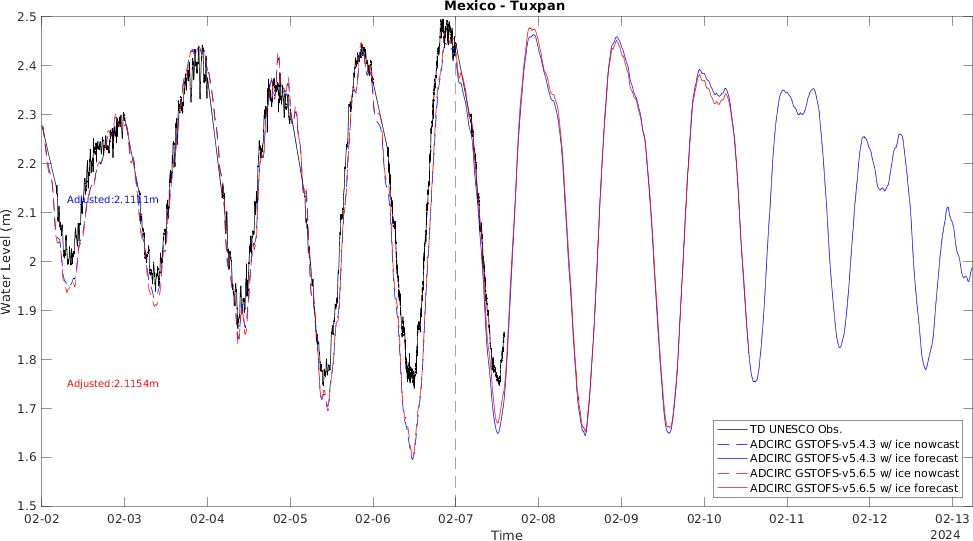 Mexico - Tuxpan
2.5
2.4
2.3
2.2
2.1
2
1.9
1.8
1.7
1.6
1.5
Water Level (m)
Adjusted:2.1111m
Adjusted:2.1154m
TD UNESCO Obs.
ADCIRC GSTOFS-v5.4.3 w/ ice nowcast
ADCIRC GSTOFS-v5.4.3 w/ ice forecast
ADCIRC GSTOFS-v5.6.5 w/ ice nowcast
ADCIRC GSTOFS-v5.6.5 w/ ice forecast
02-02 02-03 02-04 02-05 02-06 02-07 02-08 02-09 02-10 02-11 02-12 02-13
Time
2024